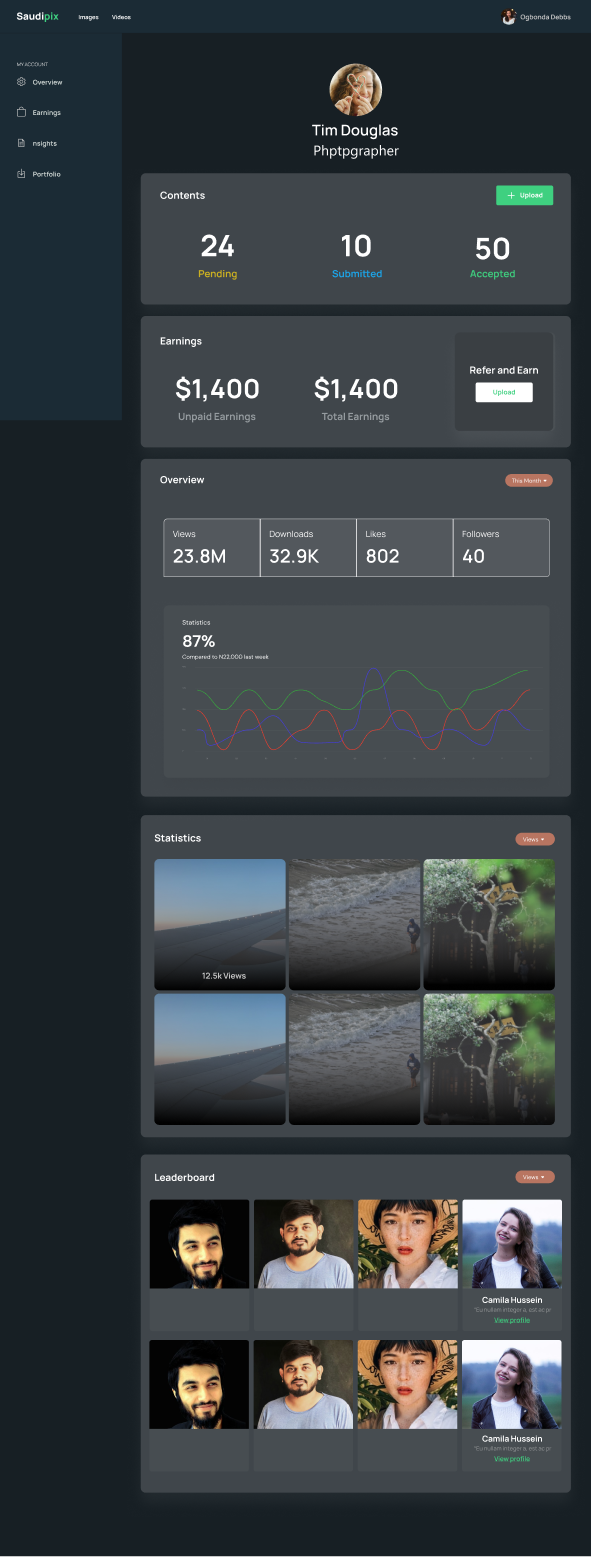 Saudipix
Images
Videos
Ogbonda Debbs
MY ACCOUNT
Overview
Earnings
nsights
Portfolio
Tim Douglas
Phptpgrapher
Contents
+ Upload
24
10
50
Pending
Submitted
Accepted
Earnings
Refer and Earn
Upload
$1,400
$1,400
Unpaid Earnings
Total Earnings
Overview
This Month
Views
Downloads
Likes
Followers
23.8M
32.9K
802
40
Statistics
87%
Compared to N22,000 last week
Statistics
Views
12.5k Views
Leaderboard
Views
Camila Hussein
"Eu nullam integer a, est ac pr
View profile
Camila Hussein
"Eu nullam integer a, est ac pr
View profile